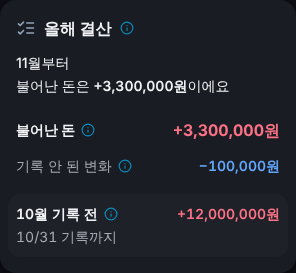 올해 결산
11월부터
불어난 돈은 +3,300,000원이에요
불어난 돈 +3,300,000원
기록 안 된 변화 −100,000원
10월 기록 전 +12,000,000원
10/31 기록까지